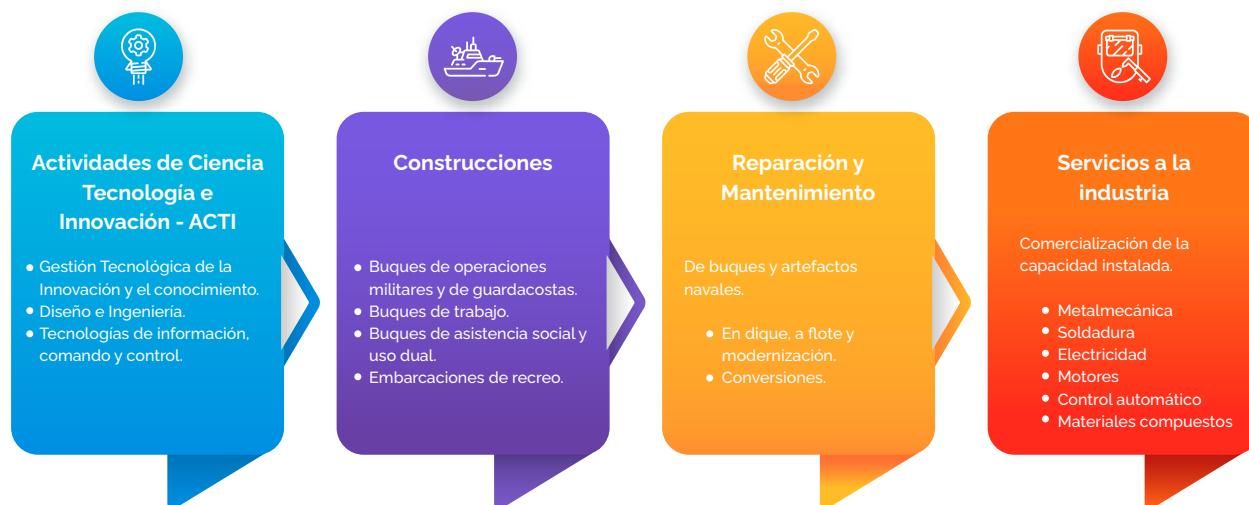 Actividades de Ciencia
Tecnología e
Innovación - ACTI
Gestión Tecnológica de la
Innovación y el conocimiento.
Diseño e Ingeniería.
Tecnologías de información,
comando y control.
Construcciones
Buques de operaciones
militares y de guardacostas.
Buques de trabajo.
Buques de asistencia social y
uso dual.
Embarcaciones de recreo.
Reparación y
Mantenimiento
De buques y artefactos
navales.
En dique, a flote y
modernización.
Conversiones.
Servicios a la
industria
Comercialización de la
capacidad instalada.
Metalmecánica
Soldadura
Electricidad
Motores
Control automático
Materiales compuestos